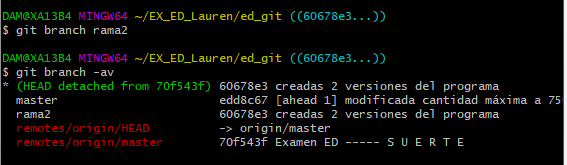 DAM@XA13B4 MINGW64 ~/EX_ED_Lauren/ed_git ((60678e3...))
$ git branch rama2
DAM@XA13B4 MINGW64 ~/EX_ED_Lauren/ed_git ((60678e3...))
$ git branch -av
* (HEAD detached from 70f543f) 60678e3 creadas 2 versiones del programa
master edd8c67 [ahead 1] modificada cantidad máxima a 750
rama2 60678e3 creadas 2 versiones del programa
remotes/origin/HEAD -> origin/master
remotes/origin/master 70f543f Examen ED ----- S U E R T E